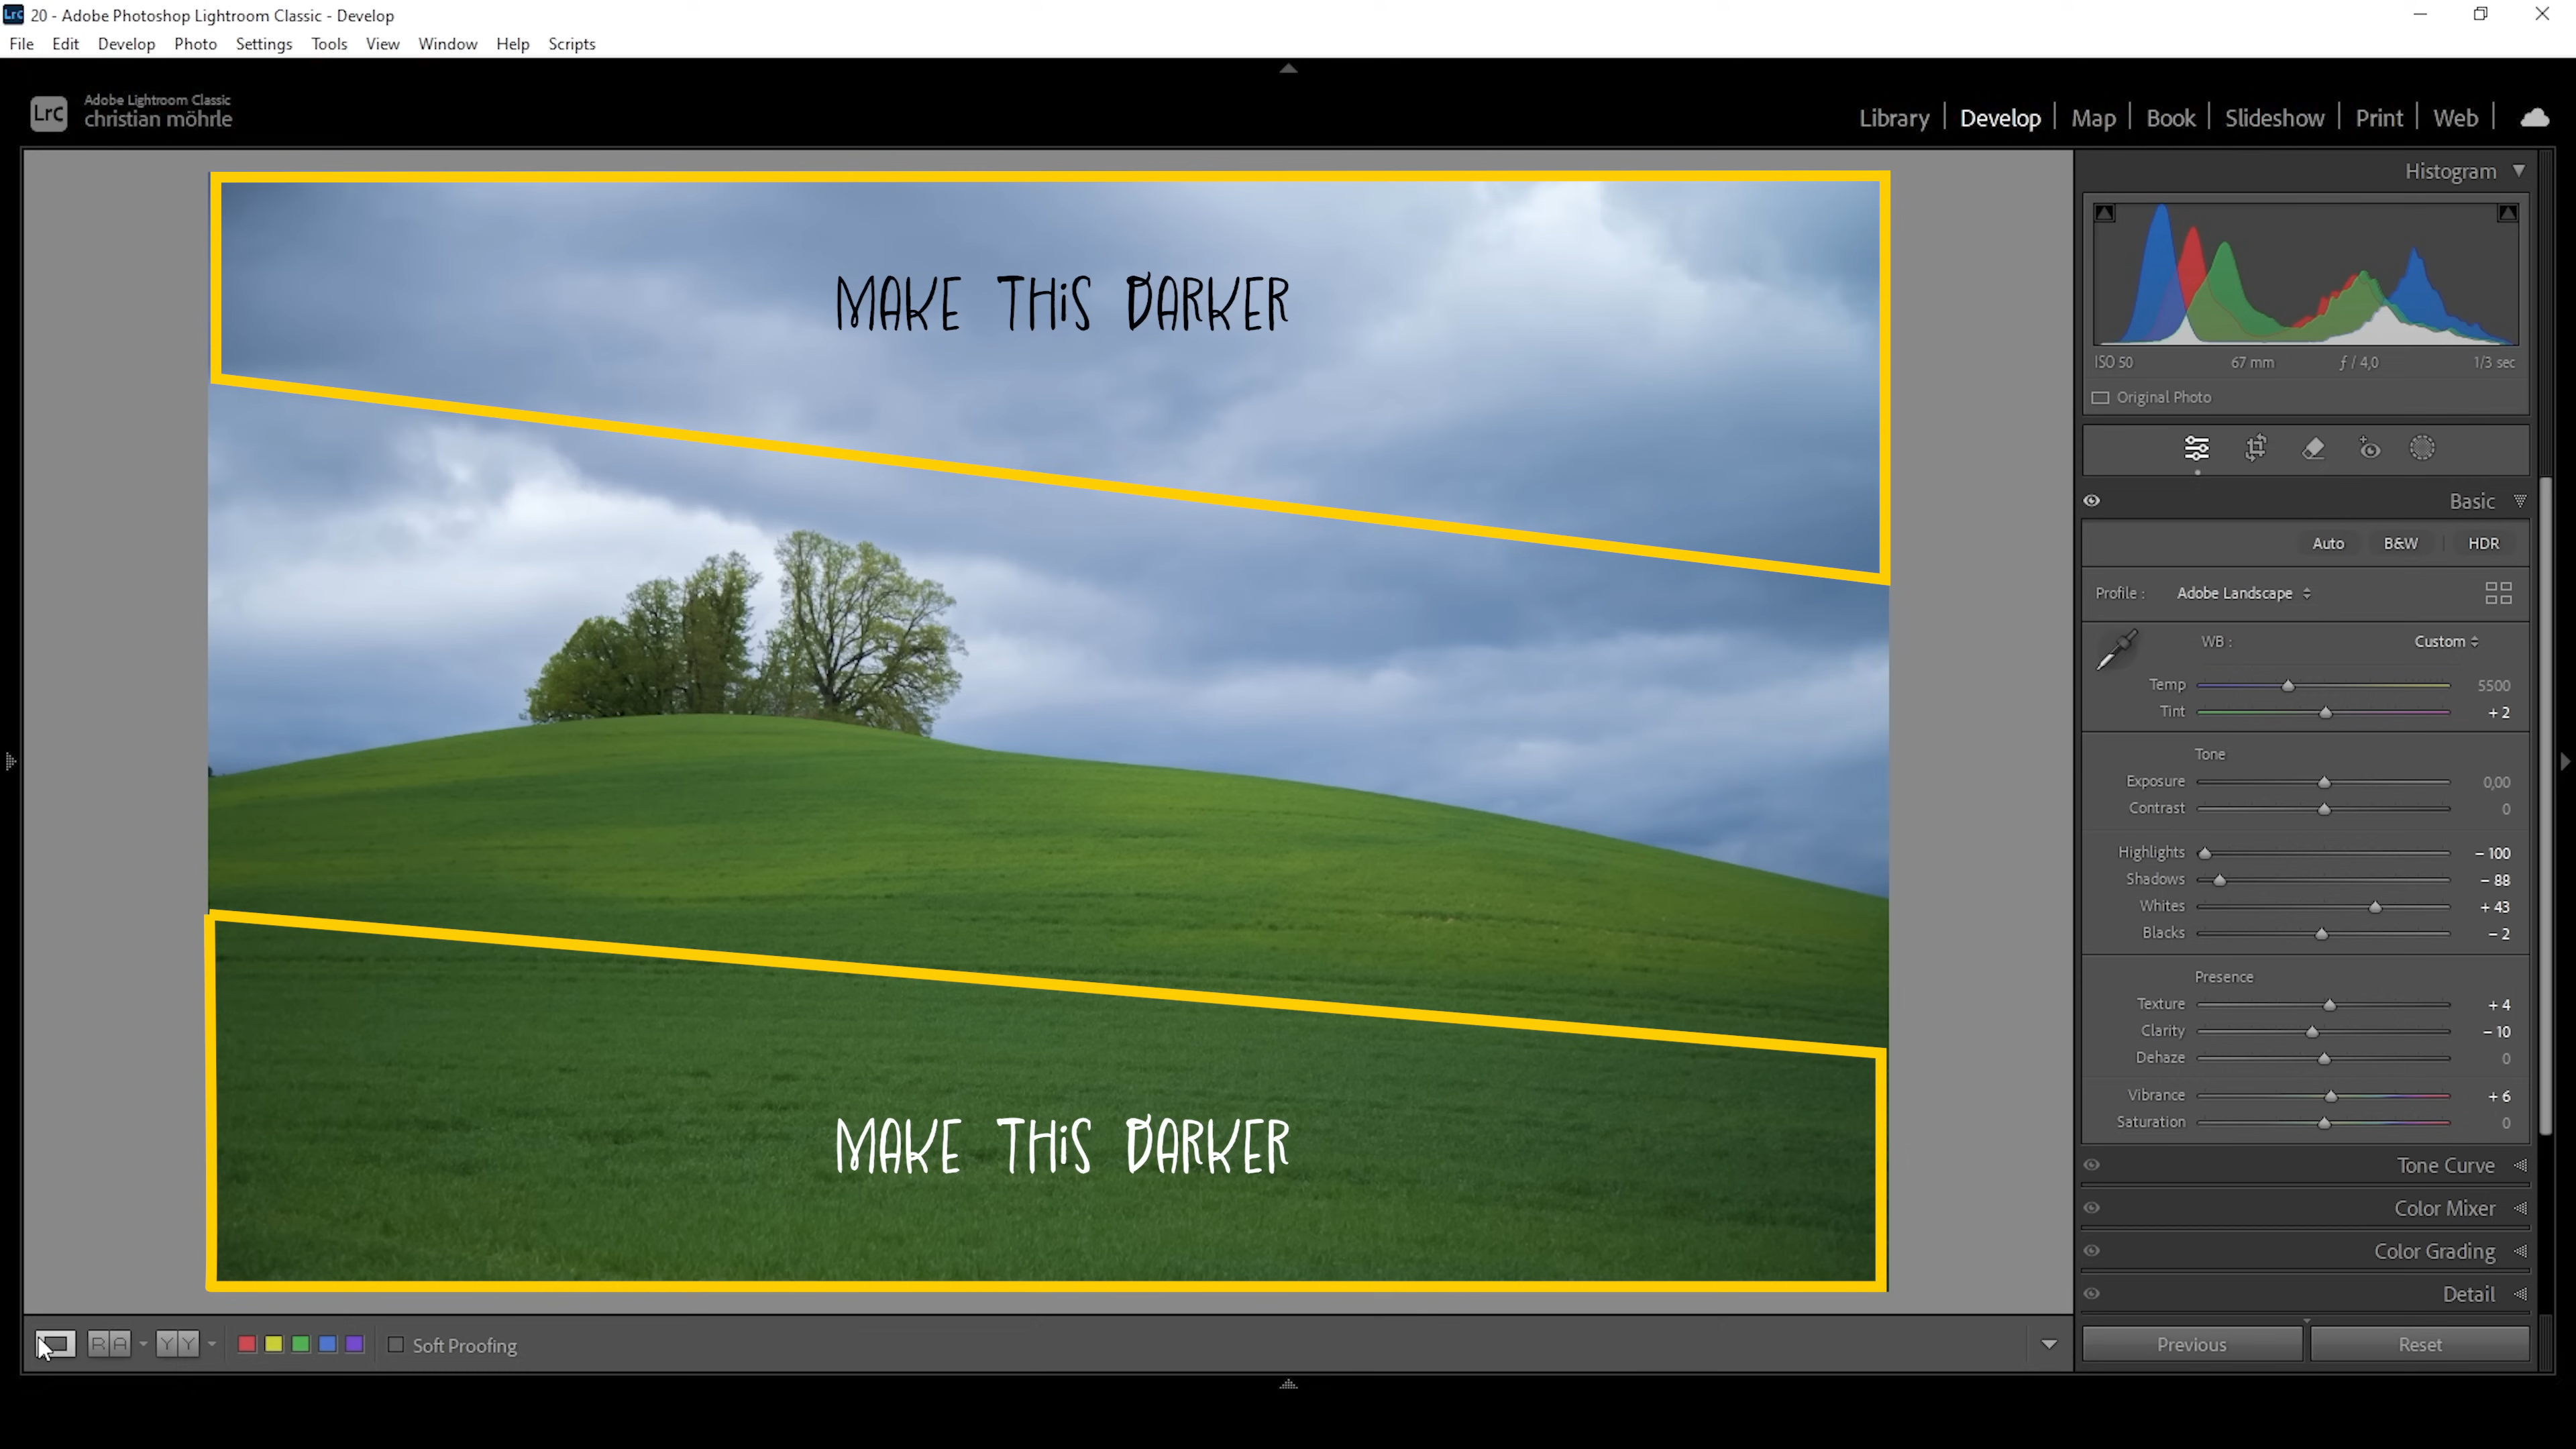 Lrc 20 - Adobe Photoshop Lightroom Classic - Develop
File Edit Develop Photo Settings Tools View Window Help Scripts
Lrc Adobe Lightroom Classic
christian möhrle
Library | Develop | Map | Book | Slideshow | Print | Web |
Histogram
MAKE THIS DARKER
ISO 50 67 mm ƒ / 4,0 1/3 sec
Original Photo
Basic
Auto B&W HDR
Profile : Adobe Landscape
WB : Custom
Temp 5500
Tint + 2
Tone
Exposure 0,00
Contrast 0
Highlights - 100
Shadows - 88
Whites + 43
Blacks - 2
Presence
Texture + 4
Clarity - 10
Dehaze 0
Vibrance + 6
Saturation 0
MAKE THIS DARKER
Tone Curve
Color Mixer
Color Grading
Detail
R A Y Y Soft Proofing
Previous Reset